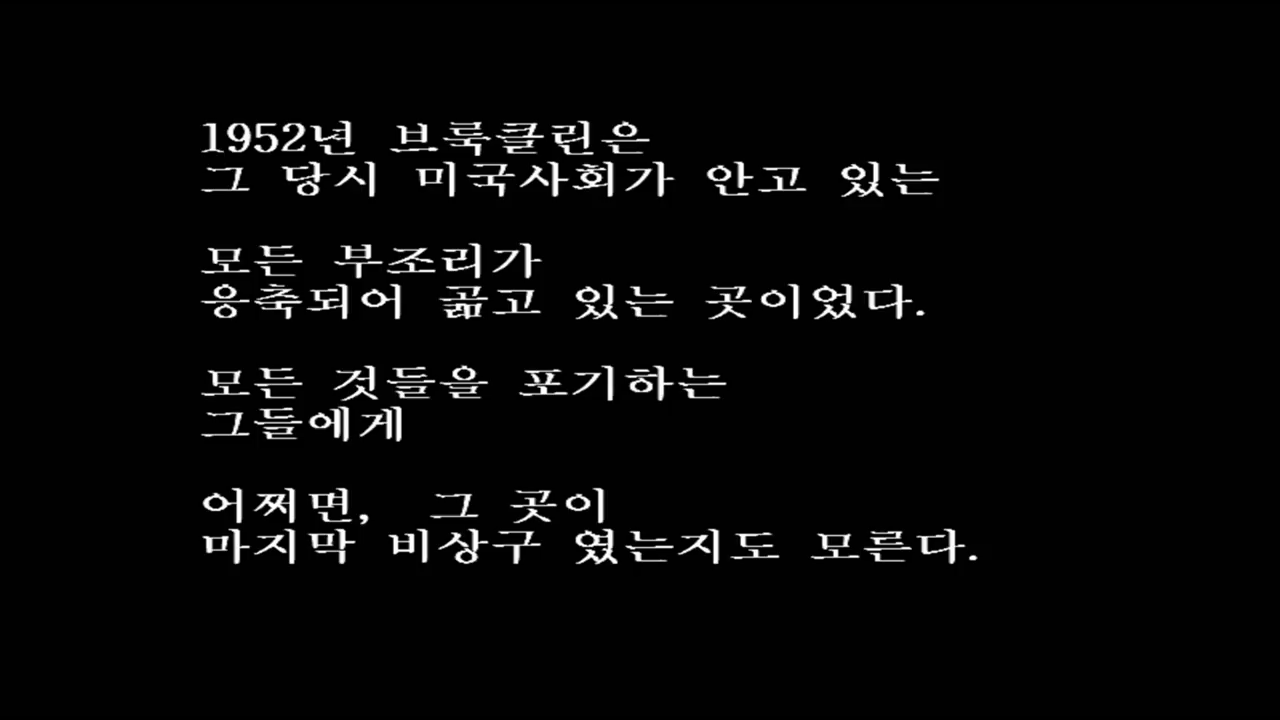 1952년 브룩클린은
그 당시 미국사회가 안고 있는
모든 부조리가
응축되어 곪고 있는 곳이었다.
모든 것들을 포기하는
그들에게
어쩌면, 그 곳이
마지막 비상구 였는지도 모른다.